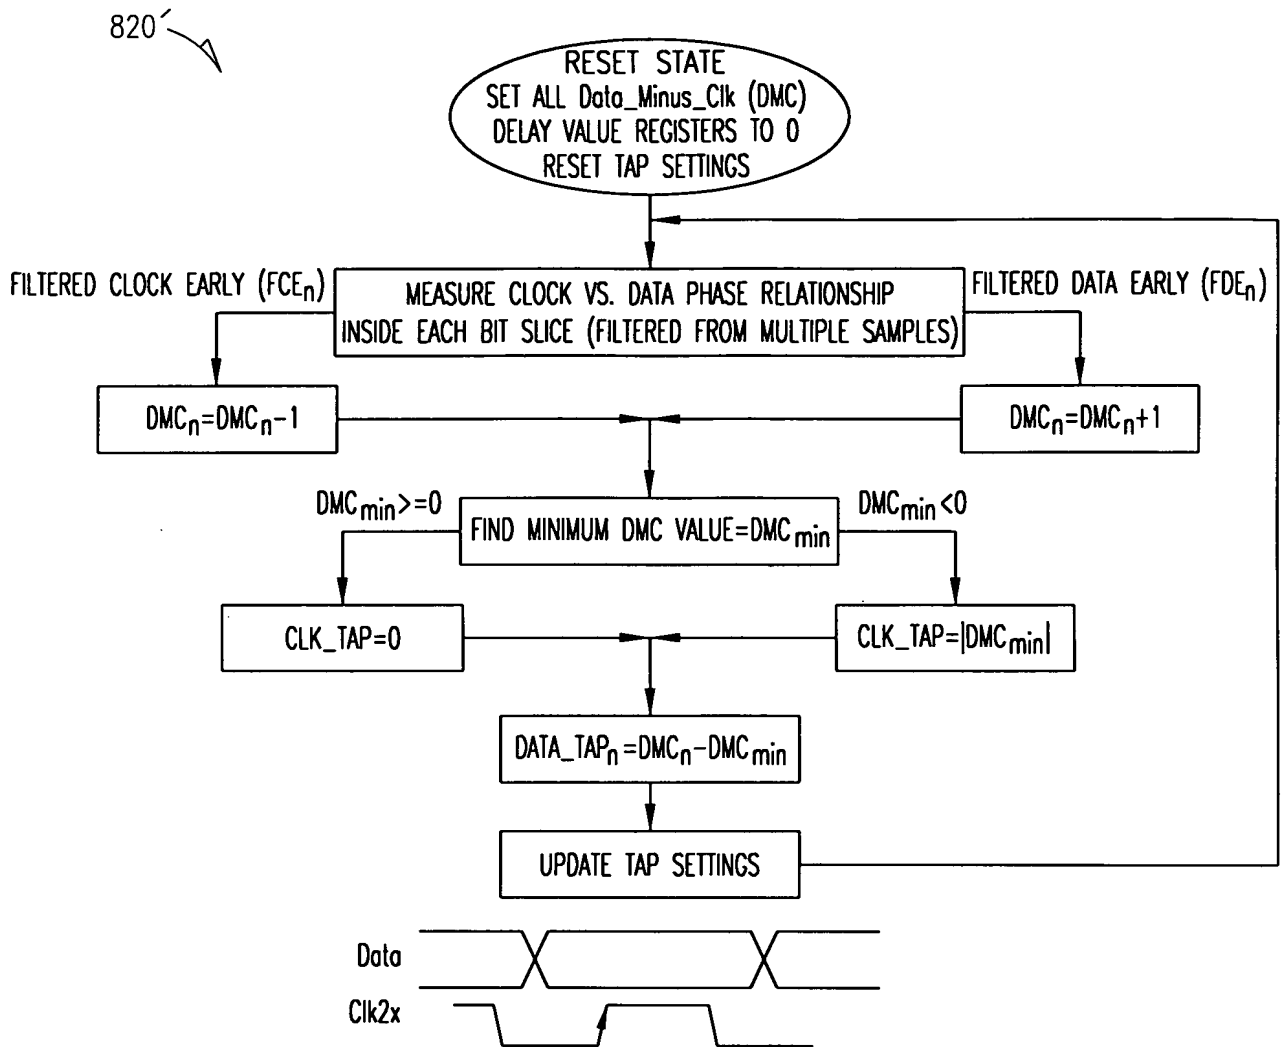 820′
RESET STATE
SET ALL Data_Minus_Clk (DMC)
DELAY VALUE REGISTERS TO 0
RESET TAP SETTINGS
FILTERED CLOCK EARLY (FCEn)
MEASURE CLOCK VS. DATA PHASE RELATIONSHIP
INSIDE EACH BIT SLICE (FILTERED FROM MULTIPLE SAMPLES)
FILTERED DATA EARLY (FDEn)
DMCn=DMCn-1
DMCn=DMCn+1
DMCmin>=0
FIND MINIMUM DMC VALUE=DMCmin
DMCmin<0
CLK_TAP=0
CLK_TAP=|DMCmin|
DATA_TAPn=DMCn-DMCmin
UPDATE TAP SETTINGS
Data
Clk2x